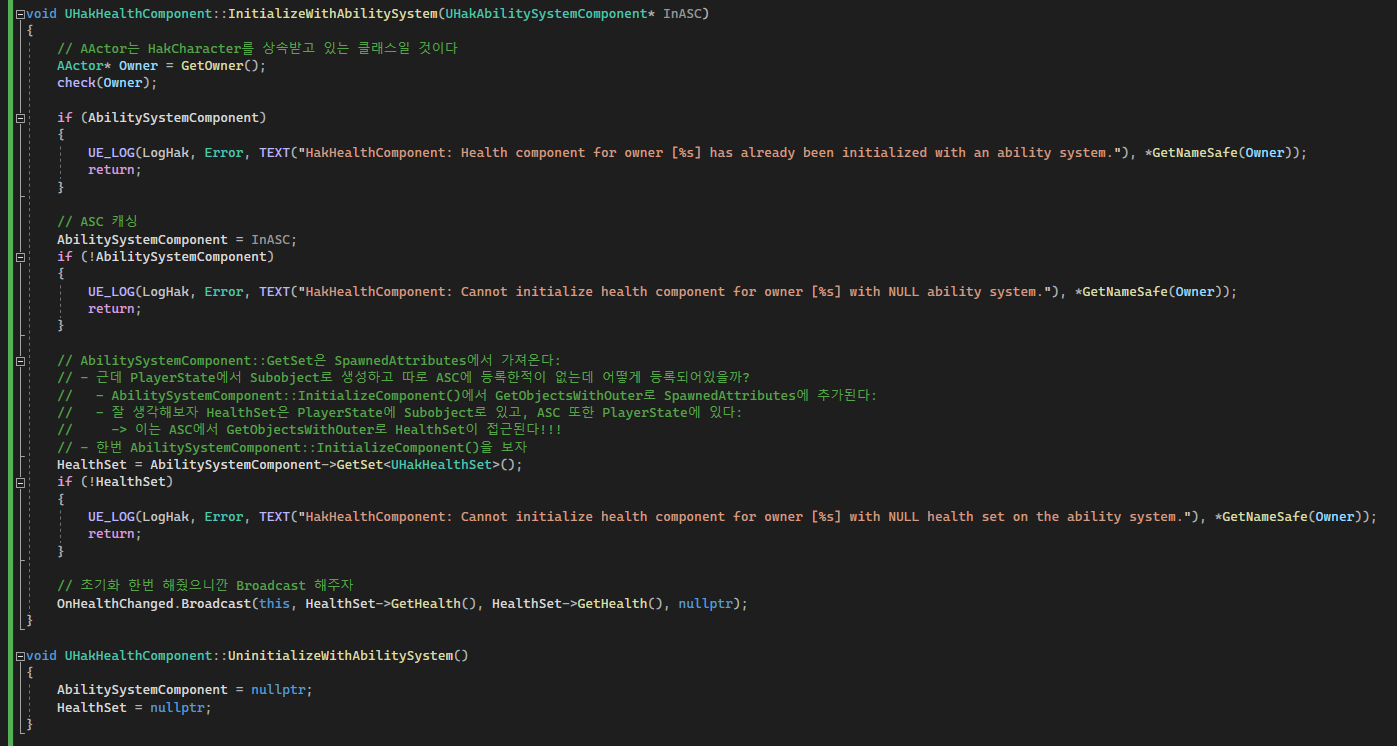 void UHakHealthComponent::InitializeWithAbilitySystem(UHakAbilitySystemComponent* InASC)
{
    // AActor는 HakCharacter를 상속받고 있는 클래스일 것이다
    AActor* Owner = GetOwner();
    check(Owner);

    if (AbilitySystemComponent)
    {
        UE_LOG(LogHak, Error, TEXT("HakHealthComponent: Health component for owner [%s] has already been initialized with an ability system."), *GetNameSafe(Owner));
        return;
    }

    // ASC 캐싱
    AbilitySystemComponent = InASC;
    if (!AbilitySystemComponent)
    {
        UE_LOG(LogHak, Error, TEXT("HakHealthComponent: Cannot initialize health component for owner [%s] with NULL ability system."), *GetNameSafe(Owner));
        return;
    }

    // AbilitySystemComponent::GetSet은 SpawnedAttributes에서 가져온다:
    // - 근데 PlayerState에서 Subobject로 생성하고 따로 ASC에 등록한적이 없는데 어떻게 등록되어있을까?
    //   - AbilitySystemComponent::InitializeComponent()에서 GetObjectsWithOuter로 SpawnedAttributes에 추가된다:
    //   - 잘 생각해보자 HealthSet은 PlayerState에 Subobject로 있고, ASC 또한 PlayerState에 있다:
    //     -> 이는 ASC에서 GetObjectsWithOuter로 HealthSet이 접근된다!!!
    // - 한번 AbilitySystemComponent::InitializeComponent()을 보자
    HealthSet = AbilitySystemComponent->GetSet<UHakHealthSet>();
    if (!HealthSet)
    {
        UE_LOG(LogHak, Error, TEXT("HakHealthComponent: Cannot initialize health component for owner [%s] with NULL health set on the ability system."), *GetNameSafe(Owner));
        return;
    }

    // 초기화 한번 해줬으니깐 Broadcast 해주자
    OnHealthChanged.Broadcast(this, HealthSet->GetHealth(), HealthSet->GetHealth(), nullptr);
}

void UHakHealthComponent::UninitializeWithAbilitySystem()
{
    AbilitySystemComponent = nullptr;
    HealthSet = nullptr;
}